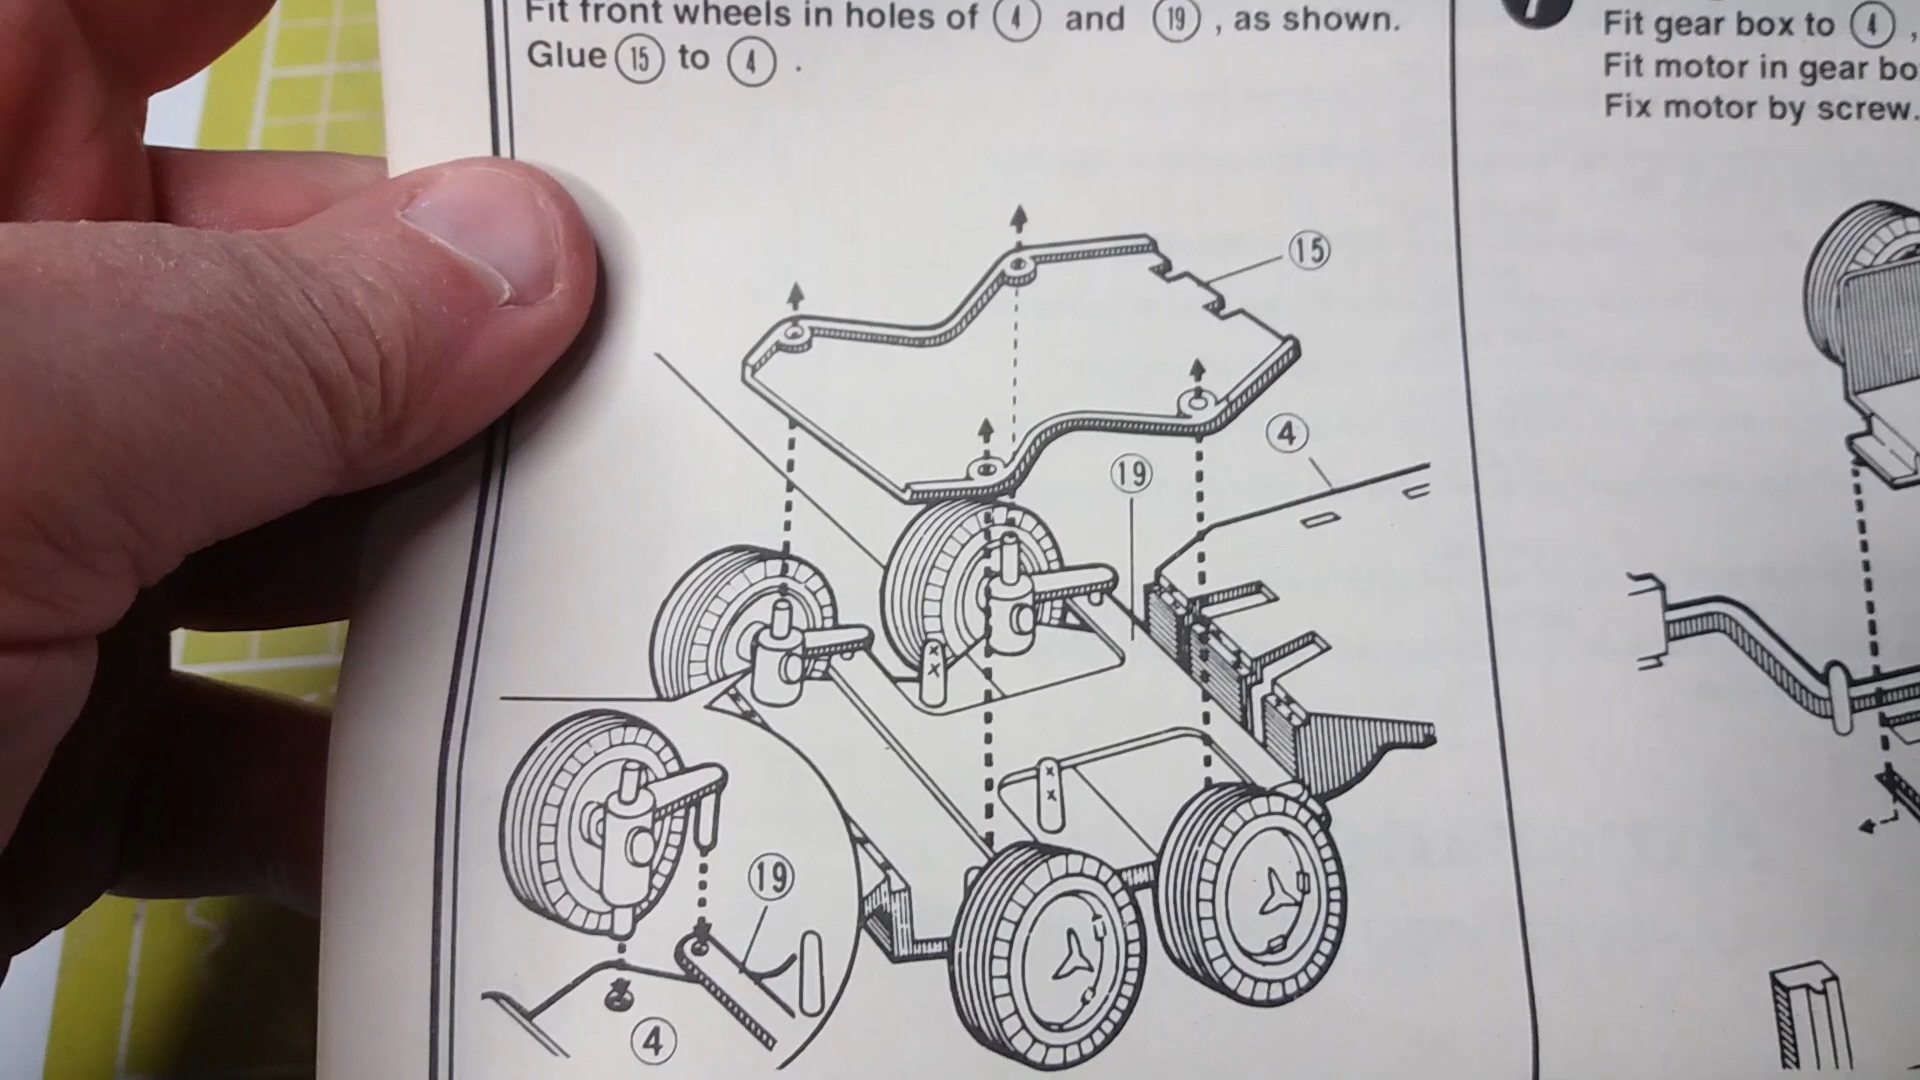 Fit front wheels in holes of 4 and 19, as shown.
Glue 15 to 4.
15
4
19
19
4
7
Fit gear box to 4,
Fit motor in gear bo
Fix motor by screw.